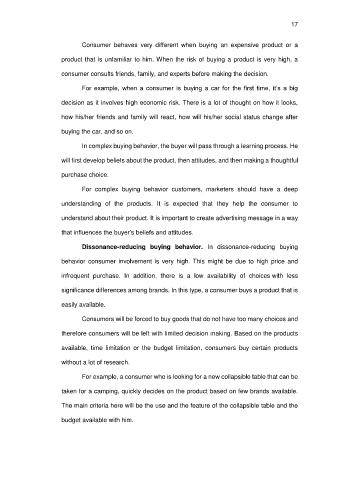 17
Consumer behaves very different when buying an expensive product or a
product that is unfamiliar to him. When the risk of buying a product is very high, a
consumer consults friends, family, and experts before making the decision.
For example, when a consumer is buying a car for the first time, it's a big
decision as it involves high economic risk. There is a lot of thought on how it looks,
how his/her friends and family will react, how will his/her social status change after
buying the car, and so on.
In complex buying behavior, the buyer will pass through a learning process. He
will first develop beliefs about the product, then attitudes, and then making a thoughtful
purchase choice.
For complex buying behavior customers, marketers should have a deep
understanding of the products. It is expected that they help the consumer to
understand about their product. It is important to create advertising message in a way
that influences the buyer's beliefs and attitudes.
Dissonance-reducing buying behavior. In dissonance-reducing buying
behavior consumer involvement is very high. This might be due to high price and
infrequent purchase. In addition, there is a low availability of choices with less
significance differences among brands. In this type, a consumer buys a product that is
easily available.
Consumers will be forced to buy goods that do not have too many choices and
therefore consumers will be left with limited decision making. Based on the products
available, time limitation or the budget limitation, consumers buy certain products
without a lot of research.
For example, a consumer who is looking for a new collapsible table that can be
taken for a camping, quickly decides on the product based on few brands available.
The main criteria here will be the use and the feature of the collapsible table and the
budget available with him.